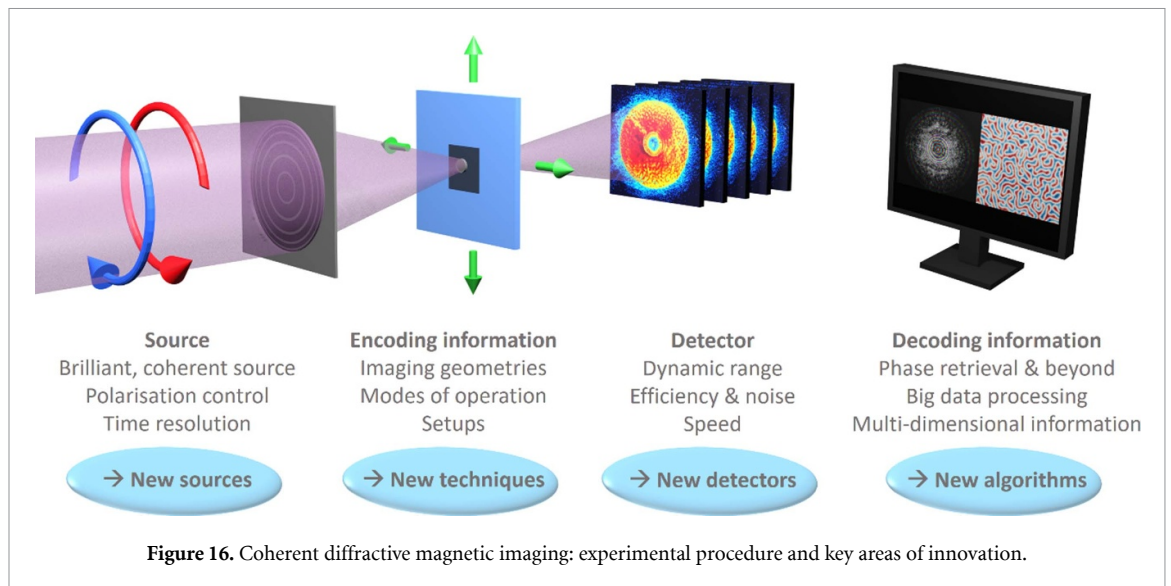 Source
Brilliant, coherent source
Polarisation control
Time resolution
→ New sources
Encoding information
Imaging geometries
Modes of operation
Setups
→ New techniques
Detector
Dynamic range
Efficiency & noise
Speed
→ New detectors
Decoding information
Phase retrieval & beyond
Big data processing
Multi-dimensional information
→ New algorithms
Figure 16. Coherent diffractive magnetic imaging: experimental procedure and key areas of innovation.